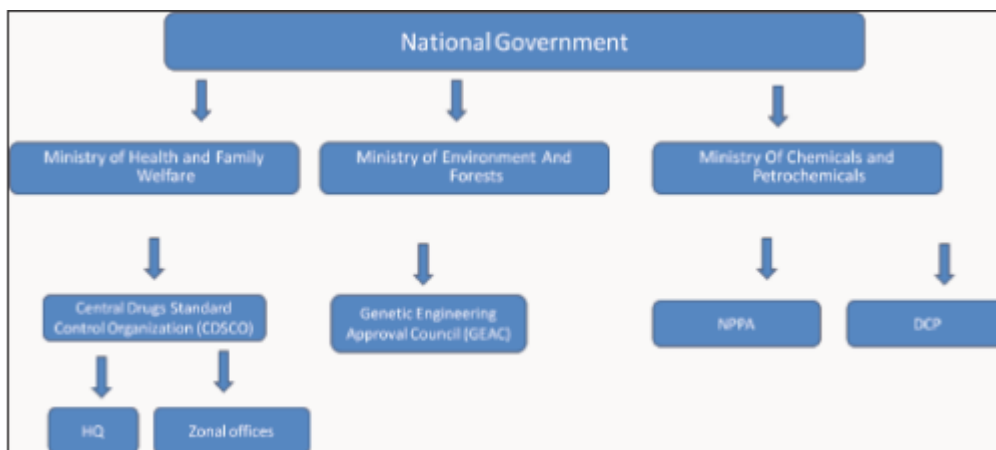 National Government
Ministry of Health and Family
Welfare
Ministry of Environment And
Forests
Ministry Of Chemicals and
Petrochemicals
Central Drugs Standard
Control Organization (CDSCO)
Genetic Engineering
Approval Council (GEAC)
NPPA
DCP
HQ
Zonal offices